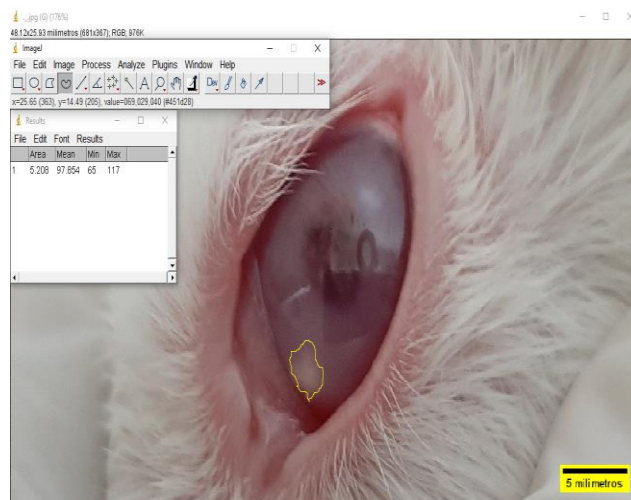 ._.jpg (G) (176%)
48.12x25.93 milimetros (681x367); RGB; 976K
ImageJ
File Edit Image Process Analyze Plugins Window Help
Dev
x=25.65 (363), y=14.49 (205), value=069,029,040 (#451d28)
Results
File Edit Font Results
Area Mean Min Max
1 5.208 97.854 65 117
5 milimetros